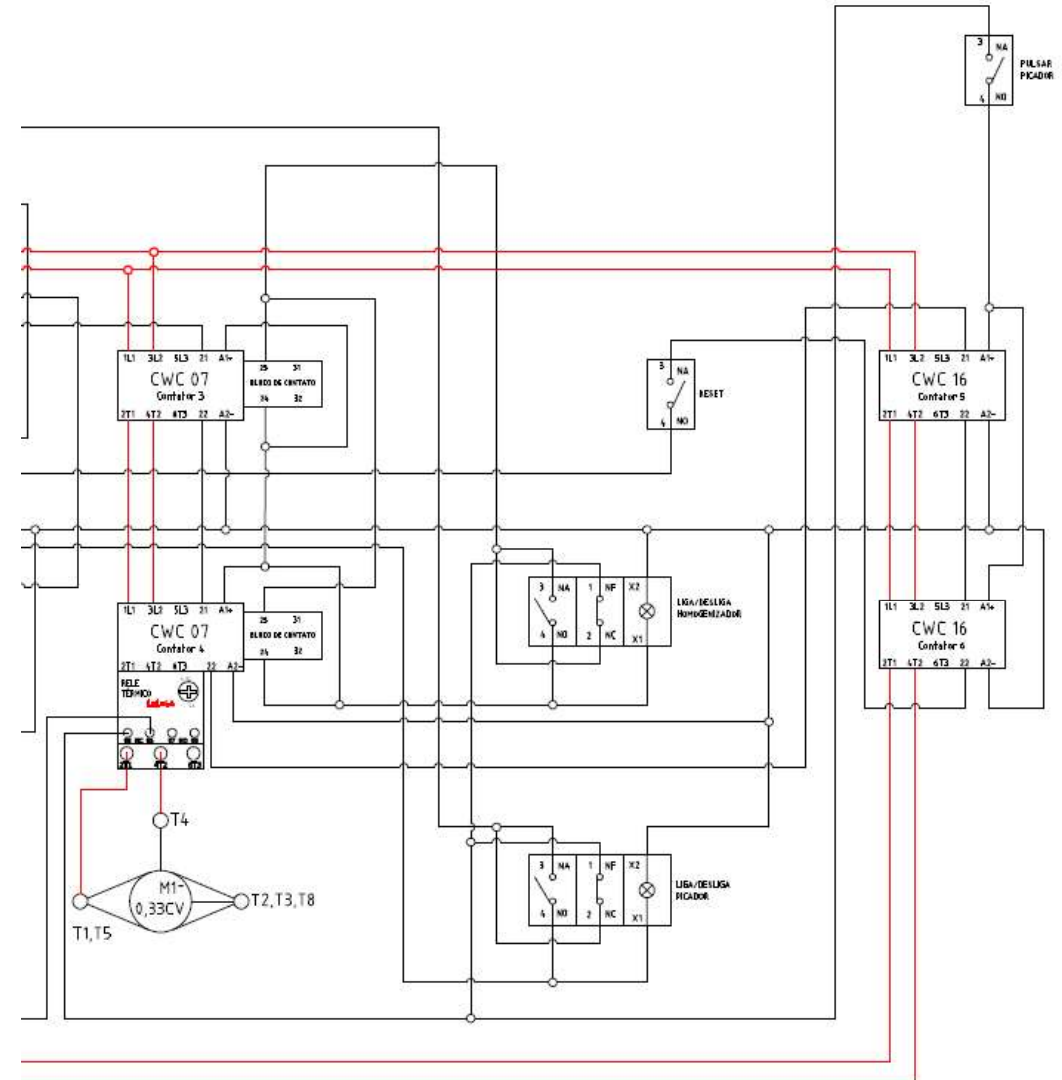 3 NA
PULSAR
PICADOR
4 NO
1L1 3L2 5L3 21 A1+
CWC 07
Contator 3
2T1 4T2 6T3 22 A2-
31
BLOCO DE CONTATO
24 32
3 NA
RESET
4 NO
1L1 3L2 5L3 21 A1+
CWC 16
Contator 5
2T1 4T2 6T3 22 A2-
1L1 3L2 5L3 21 A1+
CWC 07
Contator 4
2T1 4T2 6T3 22 A2-
31
BLOCO DE CONTATO
24 32
3 NA 1 NF X2
LIGA/DESLIGA
HOMOGENIZADOR
4 NO 2 NC X1
1L1 3L2 5L3 21 A1+
CWC 16
Contator 6
2T1 4T2 6T3 22 A2-
RELE
TÉRMICO
2T1 4T2 6T3
T4
M1-
0,33CV
T2,T3,T8
T1,T5
3 NA 1 NF X2
LIGA/DESLIGA
PICADOR
4 NO 2 NC X1